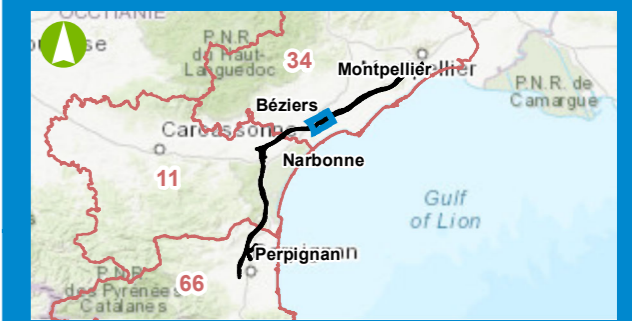 OCCITANIE
P.N.R.
du Haut-
Languedoc
34
Montpellier
P.N.R. de
Camargue
Béziers
Carcassonne
Narbonne
11
Gulf
of Lion
Perpignan
P.N.R.
des Pyrénées
Catalanes
66